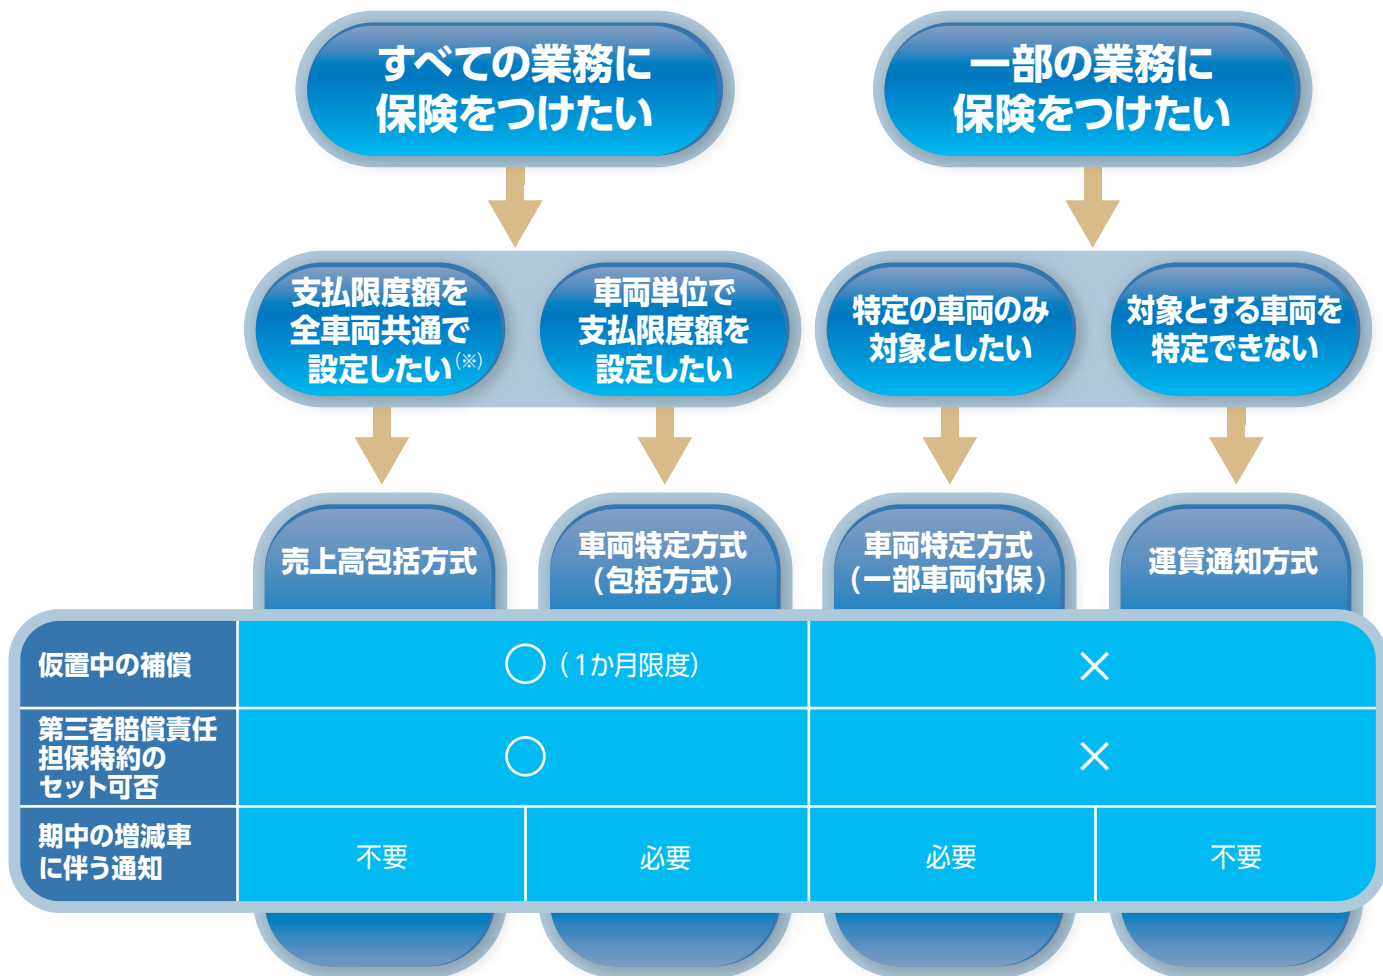 すべての業務に
保険をつけたい
一部の業務に
保険をつけたい
支払限度額を
全車両共通で
設定したい(※)
車両単位で
支払限度額を
設定したい
特定の車両のみ
対象としたい
対象とする車両を
特定できない
売上高包括方式
車両特定方式
(包括方式)
車両特定方式
(一部車両付保)
運賃通知方式
仮置中の補償
○(1か月限度)
×
第三者賠償責任
担保特約の
セット可否
○
×
期中の増減車
に伴う通知
不要
必要
必要
不要